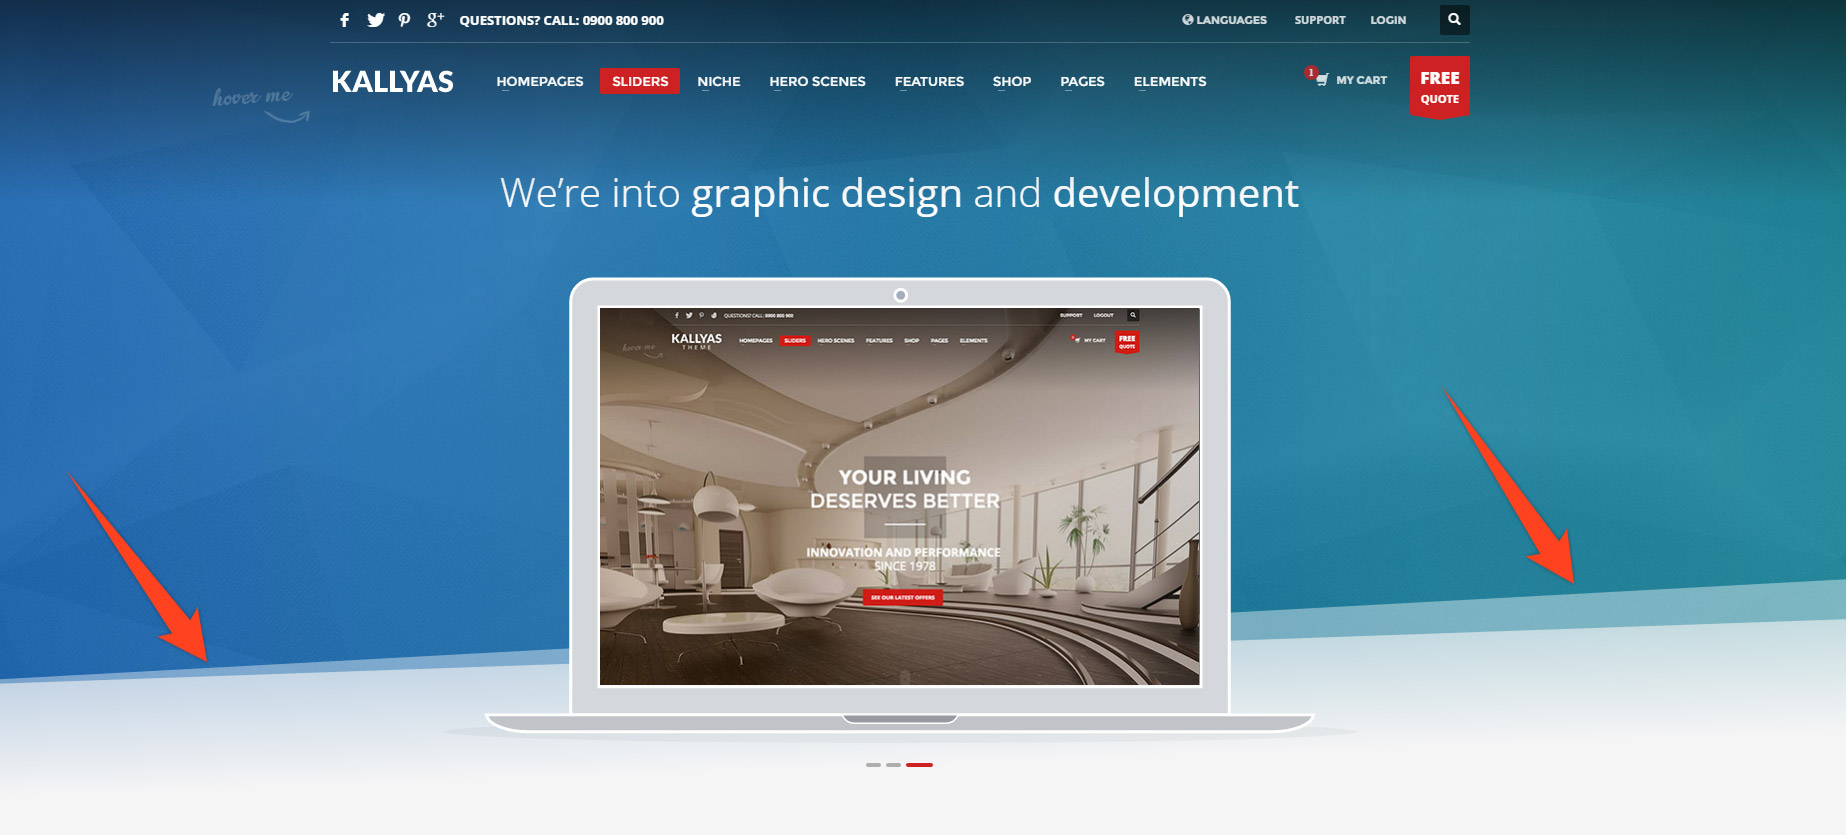 QUESTIONS? CALL: 0900 800 900
LANGUAGES SUPPORT LOGIN
hover me
KALLYAS
HOMEPAGES SLIDERS NICHE HERO SCENES FEATURES SHOP PAGES ELEMENTS
1 MY CART
FREE
QUOTE
We're into graphic design and development
QUESTIONS? CALL: 0900 800 900
SUPPORT LOGOUT
hover me
KALLYAS
THEME
HOMEPAGES SLIDERS HERO SCENES FEATURES SHOP PAGES ELEMENTS
MY CART
FREE
QUOTE
YOUR LIVING
DESERVES BETTER
INNOVATION AND PERFORMANCE
SINCE 1978
SEE OUR LATEST OFFERS